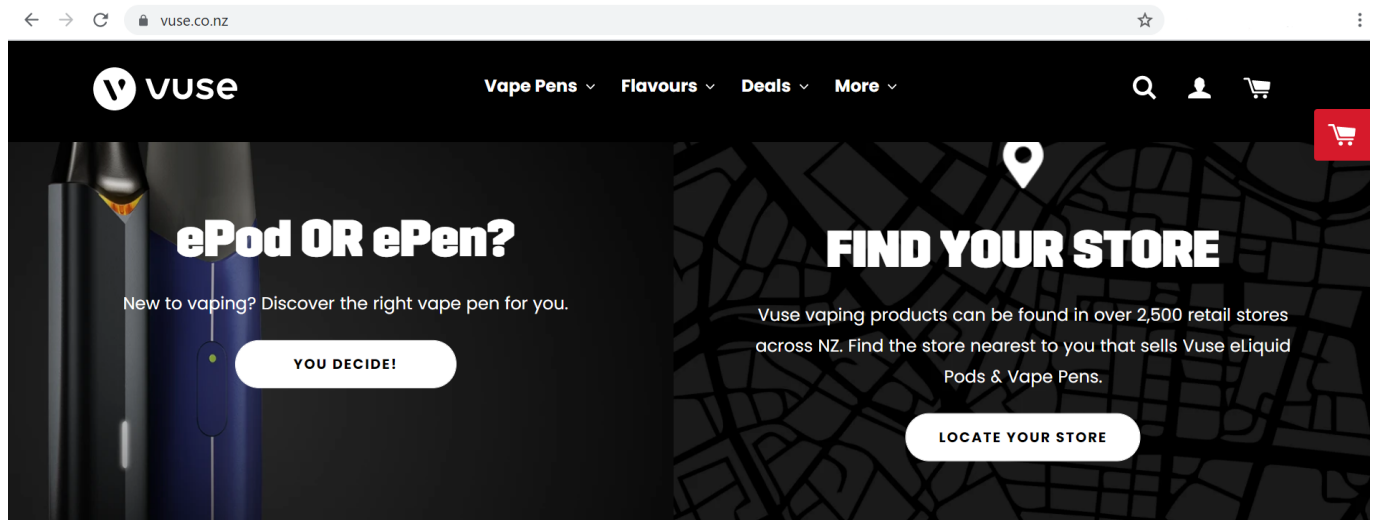 vuse.co.nz
vuse
Vape Pens
Flavours
Deals
More
ePod OR ePen?
New to vaping? Discover the right vape pen for you.
YOU DECIDE!
FIND YOUR STORE
Vuse vaping products can be found in over 2,500 retail stores
across NZ. Find the store nearest to you that sells Vuse eLiquid
Pods & Vape Pens.
LOCATE YOUR STORE